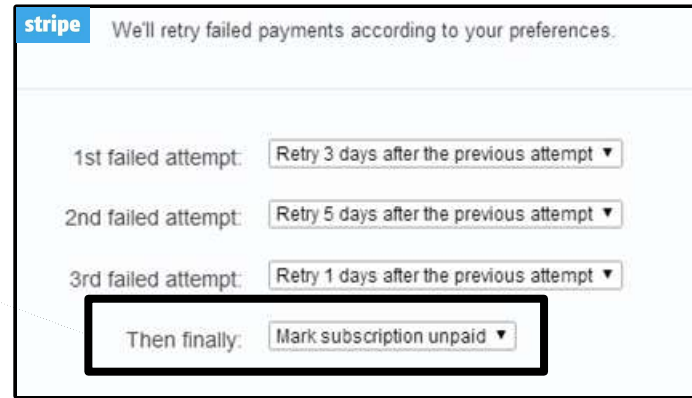 stripe We'll retry failed payments according to your preferences.
1st failed attempt: Retry 3 days after the previous attempt
2nd failed attempt: Retry 5 days after the previous attempt
3rd failed attempt: Retry 1 days after the previous attempt
Then finally: Mark subscription unpaid